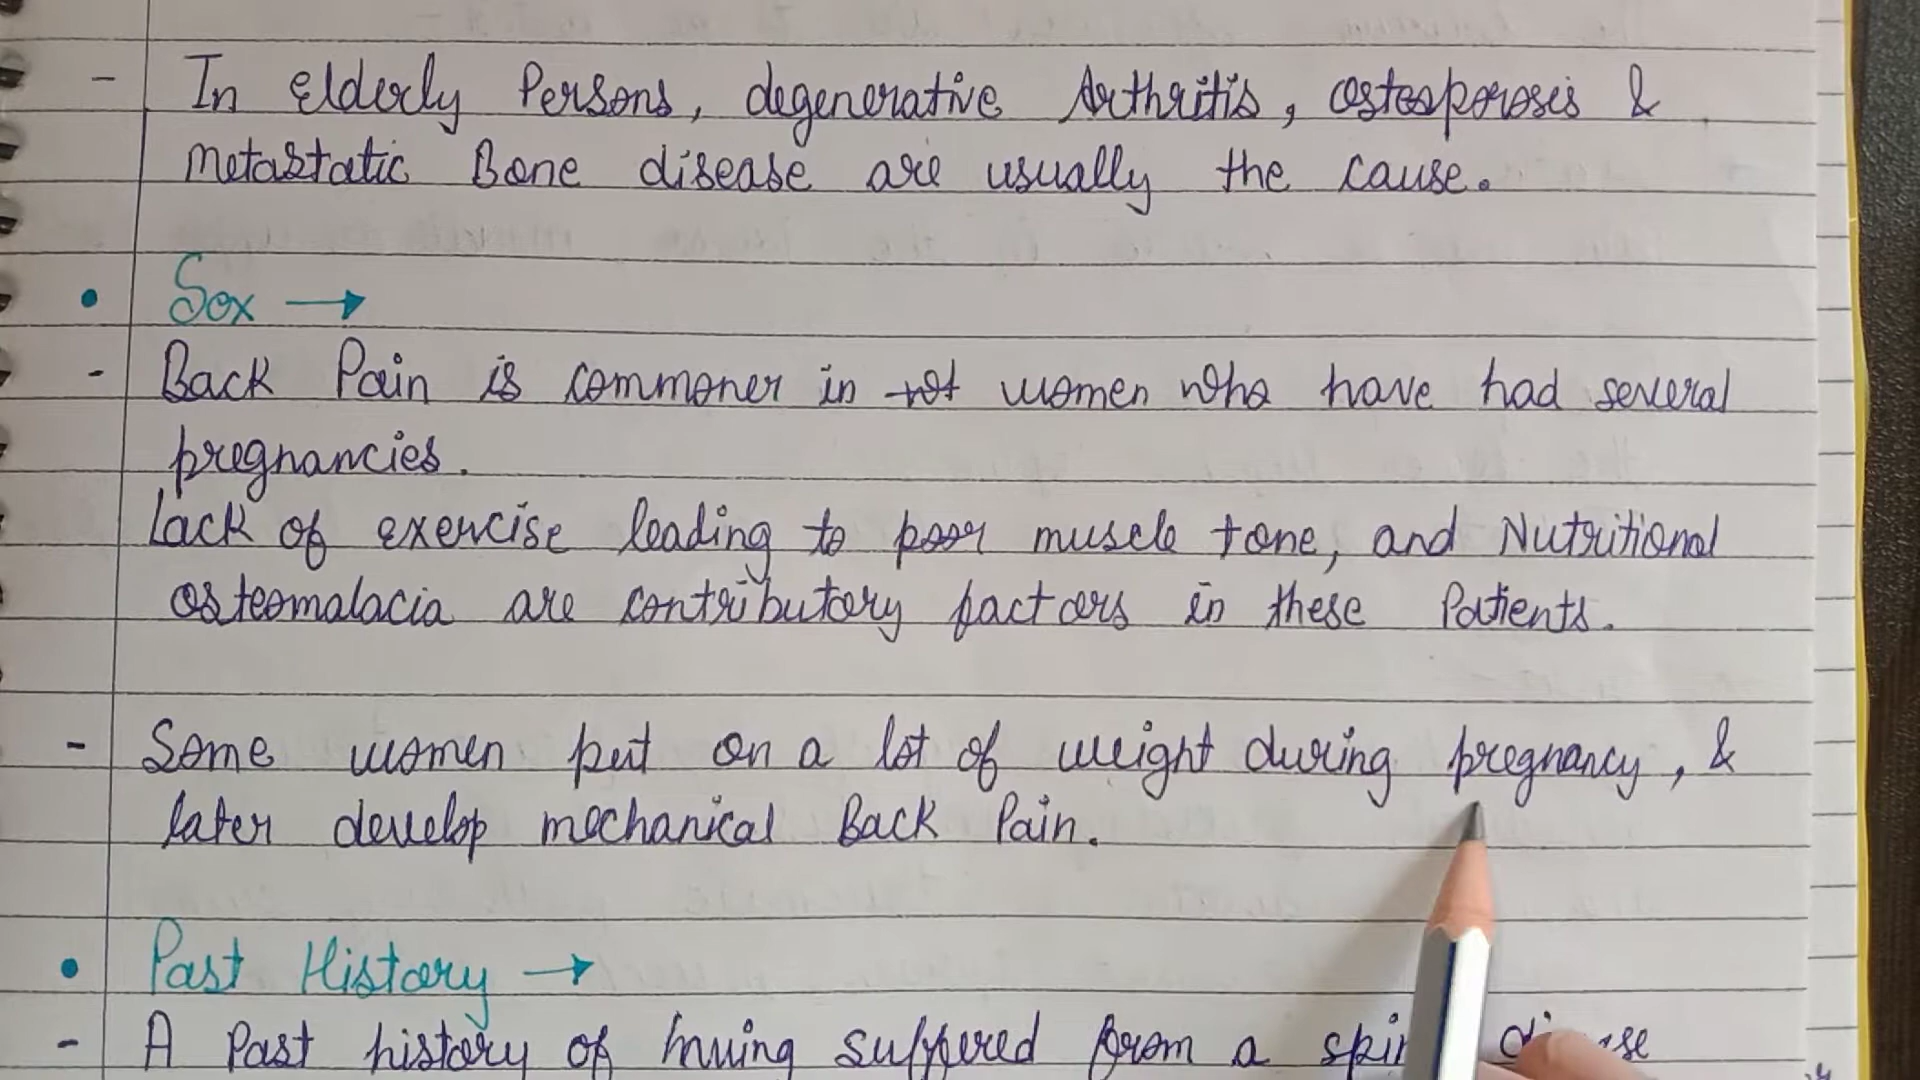 - In Elderly Persons, degenerative Arthritis, osteoporosis &
metastatic Bone disease are usually the cause.
• Sex →
- Back Pain is commoner in women who have had several
pregnancies.
Lack of exercise leading to poor muscle tone, and Nutritional
osteomalacia are contributory factors in these Patients.
- Some women put on a lot of weight during pregnancy, &
later develop mechanical Back Pain.
• Past History →
- A Past history of having suffered from a